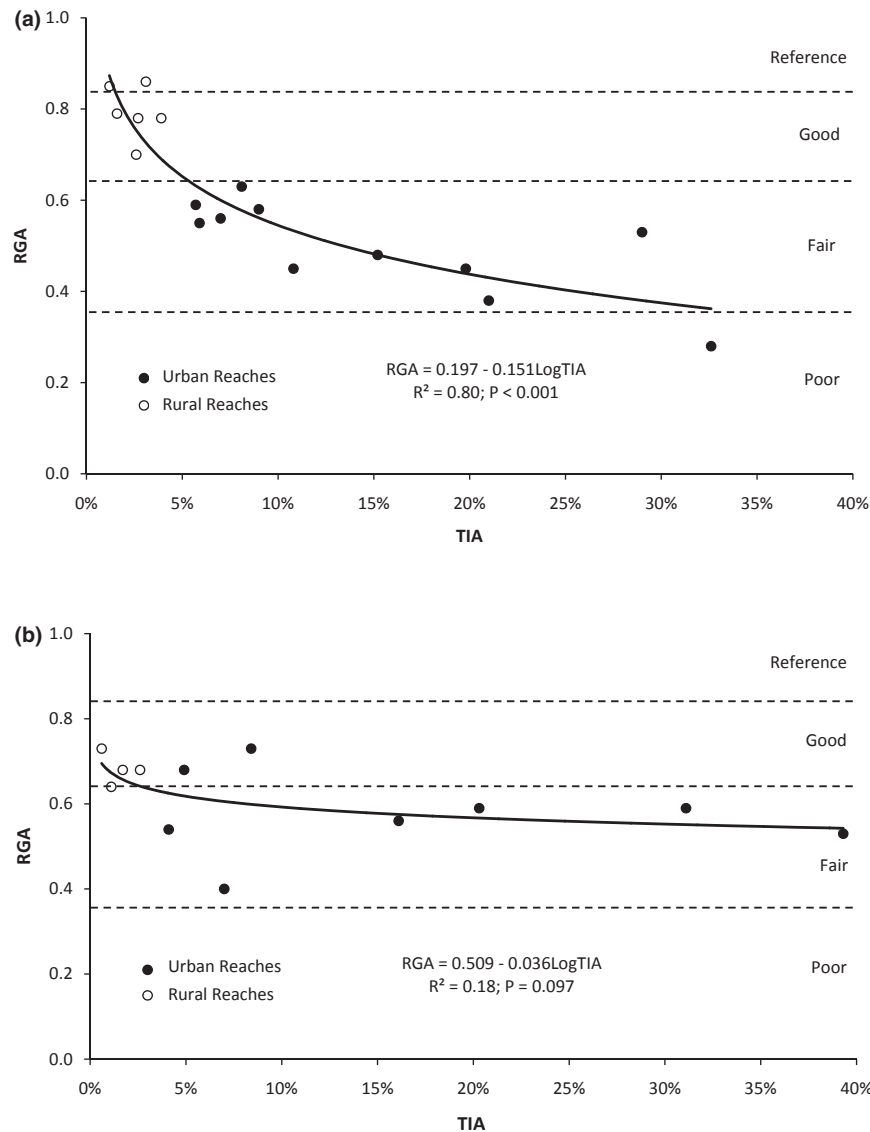 (a)
1.0
0.8
0.6
0.4
0.2
0.0
RGA
Reference
Good
Fair
Poor
Urban Reaches
Rural Reaches
RGA = 0.197 - 0.151LogTIA
R² = 0.80; P < 0.001
0% 5% 10% 15% 20% 25% 30% 35% 40%
TIA
(b)
1.0
0.8
0.6
0.4
0.2
0.0
RGA
Reference
Good
Fair
Poor
Urban Reaches
Rural Reaches
RGA = 0.509 - 0.036LogTIA
R² = 0.18; P = 0.097
0% 5% 10% 15% 20% 25% 30% 35% 40%
TIA